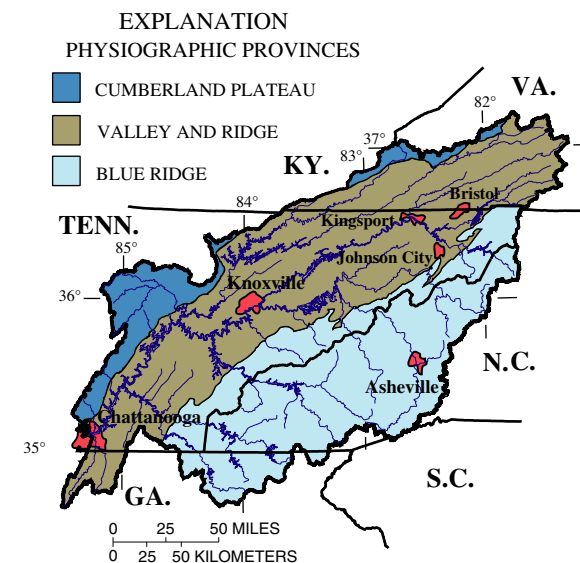 EXPLANATION
PHYSIOGRAPHIC PROVINCES
CUMBERLAND PLATEAU
VALLEY AND RIDGE
BLUE RIDGE
VA.
82°
37°
83°
KY.
Bristol
84°
Kingsport
TENN.
85°
Johnson City
Knoxville
36°
N.C.
Asheville
Chattanooga
35°
S.C.
GA.
0 25 50 MILES
0 25 50 KILOMETERS